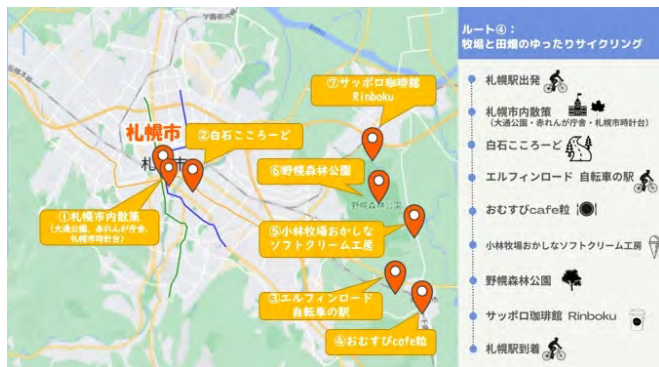 ⑦サッポロ珈琲館
Rinboku
札幌市
②白石こころーど
⑥野幌森林公園
野幌森林公園
①札幌市内散策
(大通公園、赤れんが庁舎、
札幌市時計台)
⑤小林牧場おかしな
ソフトクリーム工房
③エルフィンロード
自転車の駅
④おむすびcafe粒
ルート④：
牧場と田畑のゆったりサイクリング
札幌駅出発
札幌市内散策
(大通公園・赤れんが庁舎・札幌市時計台)
白石こころーど
エルフィンロード 自転車の駅
おむすびcafe粒
小林牧場おかしなソフトクリーム工房
野幌森林公園
サッポロ珈琲館 Rinboku
札幌駅到着